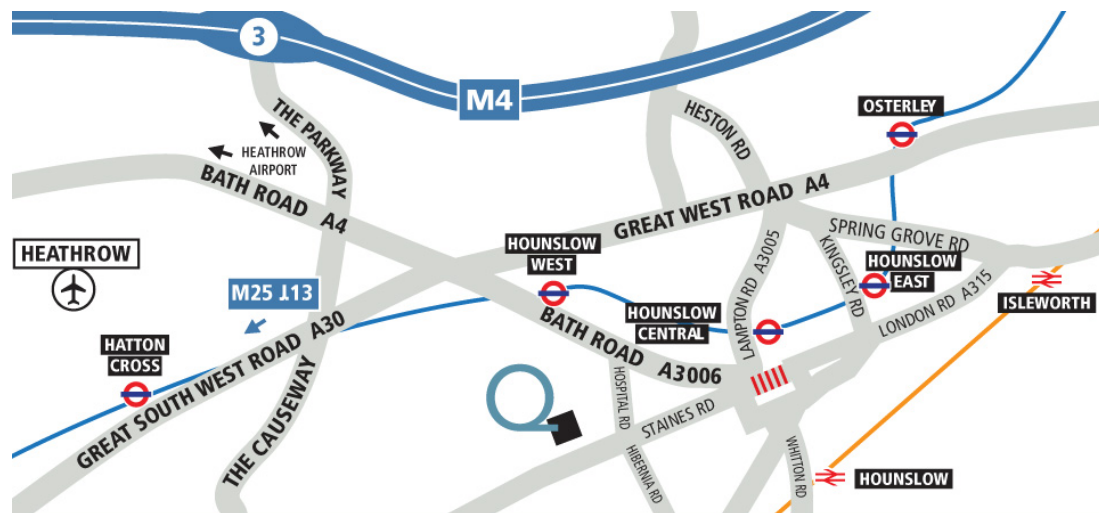 3
M4
THE PARKWAY
HEATHROW
AIRPORT
BATH ROAD A4
HESTON RD
OSTERLEY
GREAT WEST ROAD A4
SPRING GROVE RD
HEATHROW
HOUNSLOW
WEST
KINGSLEY RD
LAMPTON RD A3005
HOUNSLOW
EAST
ISLEWORTH
M25 J13
HOUNSLOW
CENTRAL
LONDON RD A315
HATTON
CROSS
GREAT SOUTH WEST ROAD A30
BATH ROAD A3006
THE CAUSEWAY
HOSPITAL RD
STAINES RD
HIBERNIA RD
WHITTON RD
HOUNSLOW